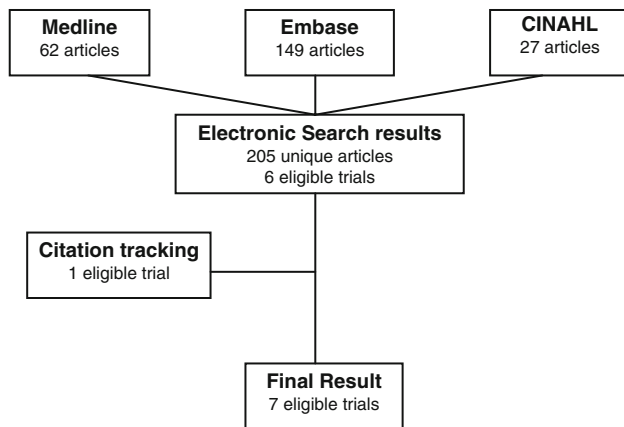 Medline
62 articles
Embase
149 articles
CINAHL
27 articles
Electronic Search results
205 unique articles
6 eligible trials
Citation tracking
1 eligible trial
Final Result
7 eligible trials